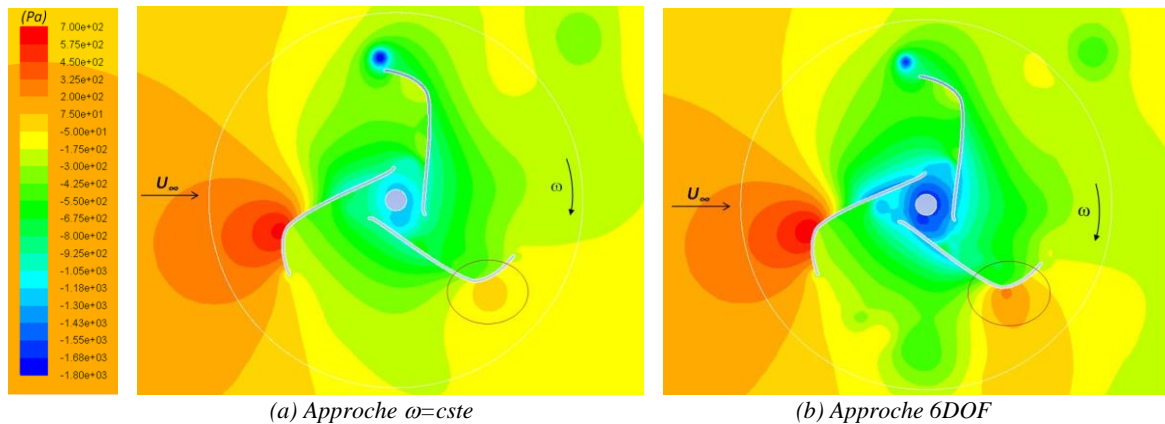 (Pa)
7.00e+02
5.75e+02
4.50e+02
3.25e+02
2.00e+02
7.50e+01
-5.00e+01
-1.75e+02
-3.00e+02
-4.25e+02
-6.75e+02
-8.00e+02
-9.25e+02
-1.05e+03
-1.18e+03
-1.30e+03
-1.43e+03
-1.55e+03
-1.68e+03
-1.80e+03
U∞
ω
(a) Approche ω=cste
U∞
ω
(b) Approche 6DOF